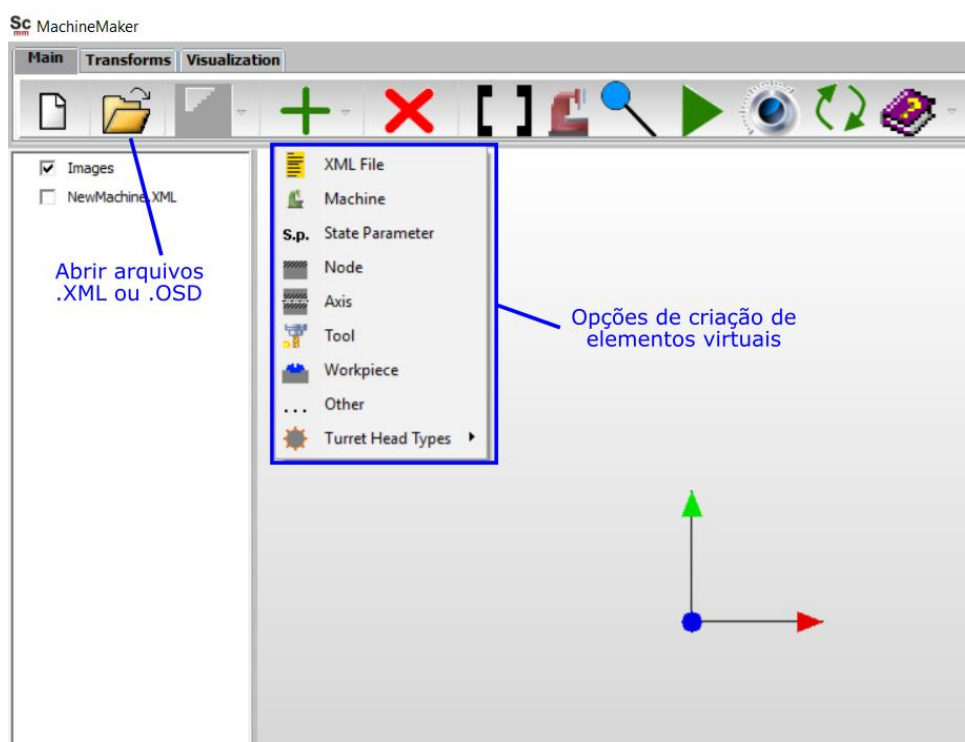 Sc
mm
MachineMaker
Main Transforms Visualization
Images
NewMachine.XML
XML File
Machine
S.p. State Parameter
Node
Axis
Tool
Workpiece
... Other
Turret Head Types
Abrir arquivos
.XML ou .OSD
Opções de criação de
elementos virtuais